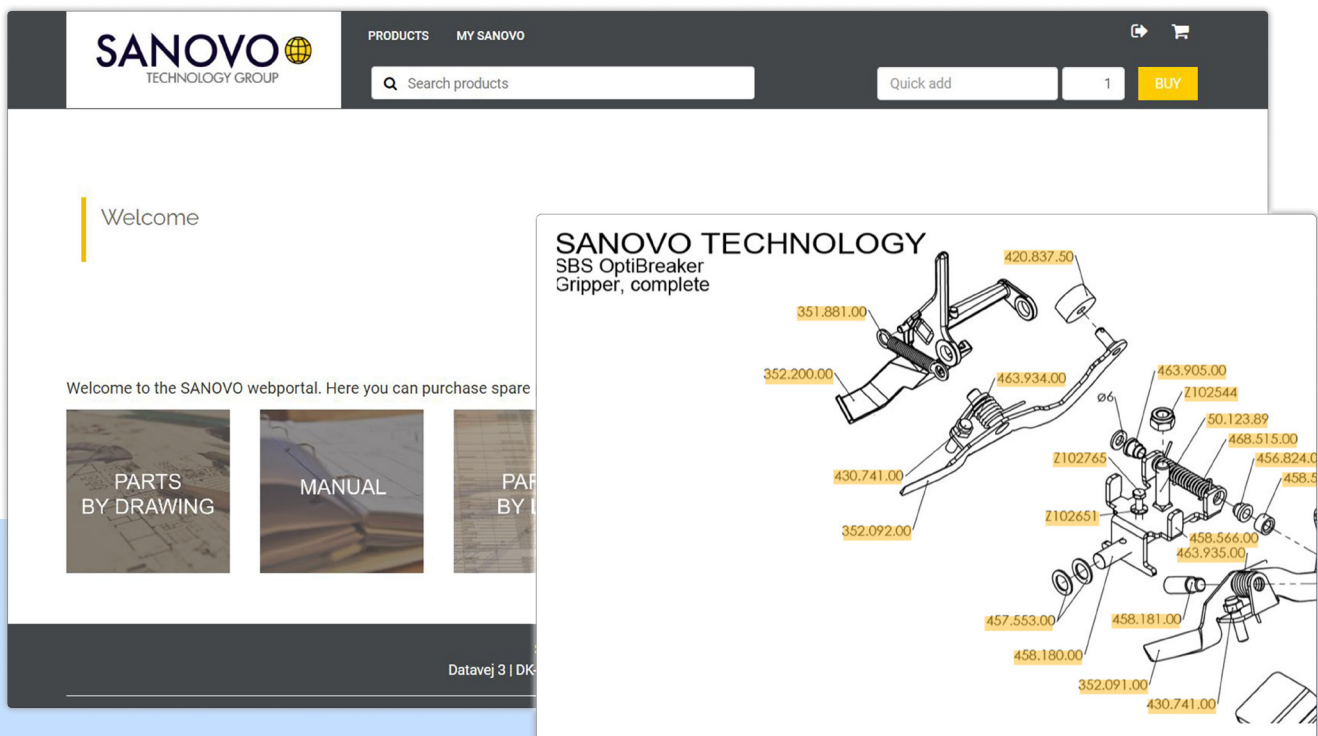 SANOVO
TECHNOLOGY GROUP
PRODUCTS MY SANOVO
Search products
Quick add 1 BUY
Welcome
Welcome to the SANOVO webportal. Here you can purchase spare
PARTS
BY DRAWING
MANUAL
BY
Datavej 3 | DK-
SANOVO TECHNOLOGY
SBS OptiBreaker
Gripper, complete
420.837.50
351.881.00
352.200.00
463.934.00
463.905.00
Z102544
Ø6
50.123.89
468.515.00
Z102765
456.824.0
430.741.00
458.5
Z102651
352.092.00
458.566.00
463.935.00
457.553.00
458.181.00
458.180.00
352.091.00
430.741.00